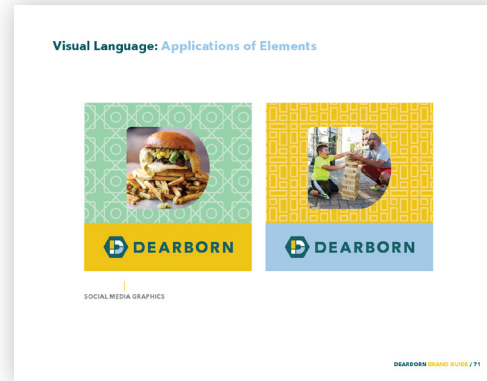 Visual Language: Applications of Elements
DEARBORN
DEARBORN
SOCIAL MEDIA GRAPHICS
DEARBORN BRAND GUIDE / 71